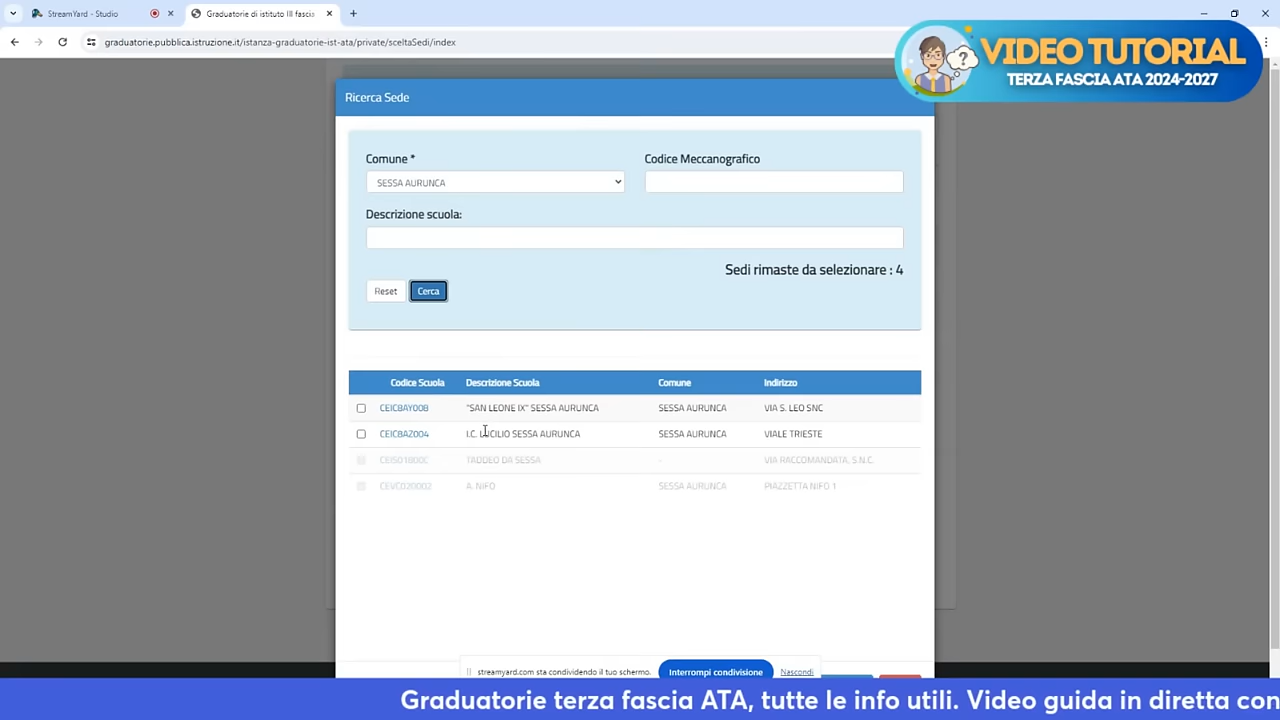 StreamYard - Studio
Graduatorie di istituto III fasci
graduatorie.pubblica.istruzione.it/istanza-graduatorie-ist-ata/private/sceltaSedi/index
VIDEO TUTORIAL
TERZA FASCIA ATA 2024-2027
Ricerca Sede
Comune *
Codice Meccanografico
SESSA AURUNCA
Descrizione scuola:
Sedi rimaste da selezionare : 4
Reset
Cerca
Codice Scuola Descrizione Scuola Comune Indirizzo
CEIC8AY008 "SAN LEONE IX" SESSA AURUNCA SESSA AURUNCA VIA S. LEO SNC
CEIC8AZ004 I.C. LUCILIO SESSA AURUNCA SESSA AURUNCA VIALE TRIESTE
CEIS01800C TADDEO DA SESSA - VIA RACCOMANDATA, S.N.C.
CEVC020002 A. NIFO SESSA AURUNCA PIAZZETTA NIFO 1
streamyard.com sta condividendo il tuo schermo.
Interrompi condivisione
Nascondi
Graduatorie terza fascia ATA, tutte le info utili. Video guida in diretta con